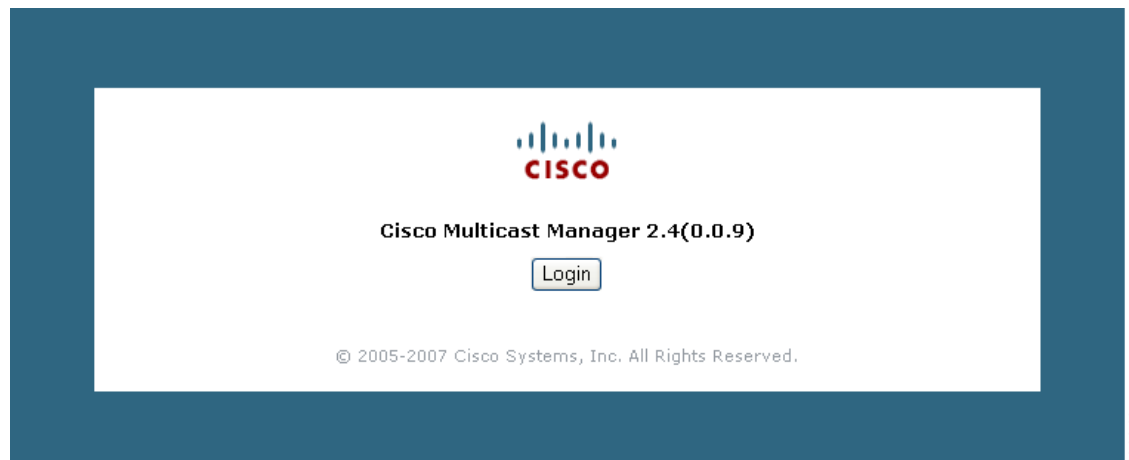 CISCO
Cisco Multicast Manager 2.4(0.0.9)
Login
© 2005-2007 Cisco Systems, Inc. All Rights Reserved.